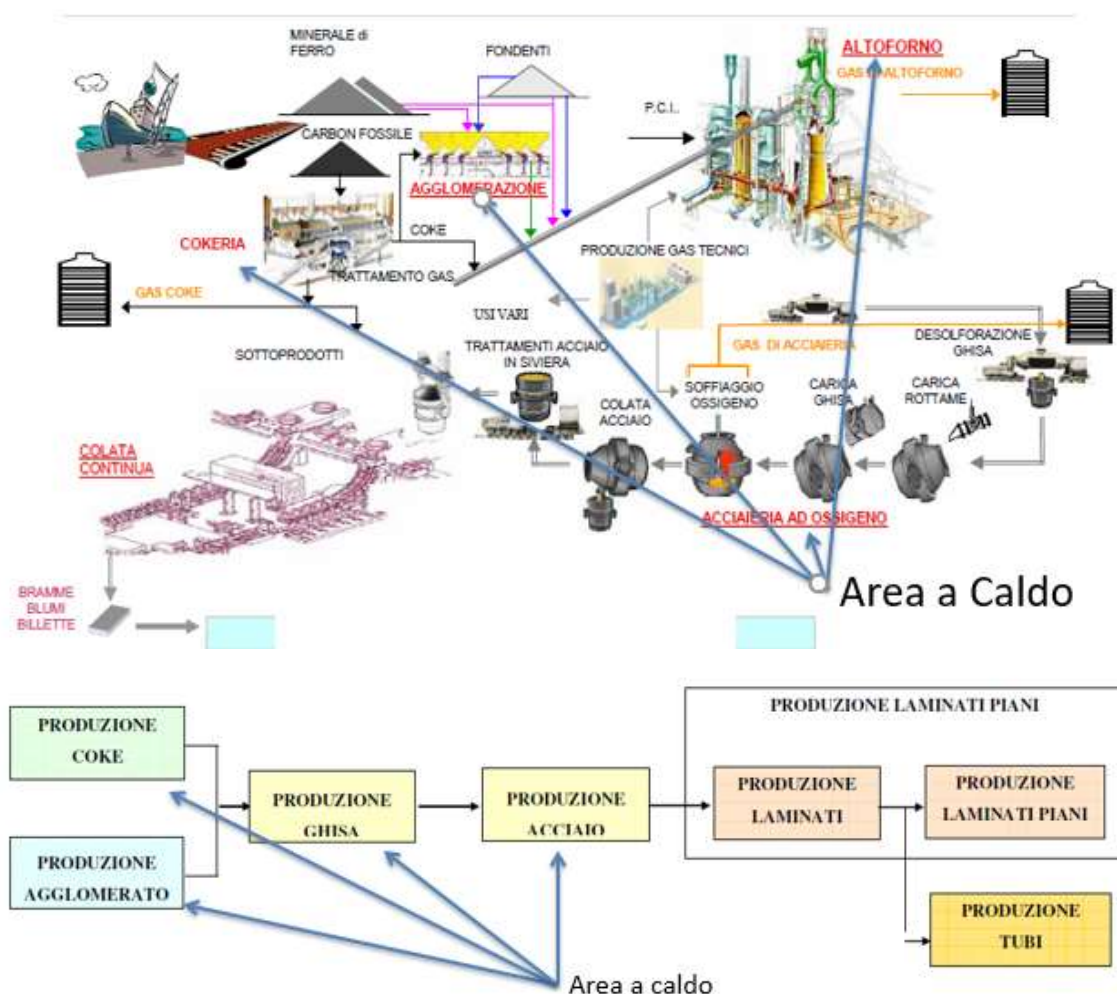 MINERALE di
FERRO
FONDENTI
ALTOFORNO
GAS DI ALTOFORNO
P.C.I..
CARBON FOSSILE
AGGLOMERAZIONE
COKERIA
COKE
TRATTAMENTO GAS
PRODUZIONE GAS TECNICI
GAS COKE
USI VARI
SOTTOPRODOTTI
TRATTAMENTI ACCIAIO
IN SIVIERA
GAS DI ACCIAIERIA
DESOLFORAZIONE
GHISA
SOFFIAGGIO
OSSIGENO
CARICA
GHISA
CARICA
ROTTAME
COLATA
ACCIAIO
COLATA
CONTINUA
ACCIAIERIA AD OSSIGENO
Area a Caldo
BRAMME
BLUMI
BILLETTE
PRODUZIONE LAMINATI PIANI
PRODUZIONE
COKE
PRODUZIONE
GHISA
PRODUZIONE
ACCIAIO
PRODUZIONE
LAMINATI
PRODUZIONE
LAMINATI PIANI
PRODUZIONE
AGGLOMERATO
PRODUZIONE
TUBI
Area a caldo